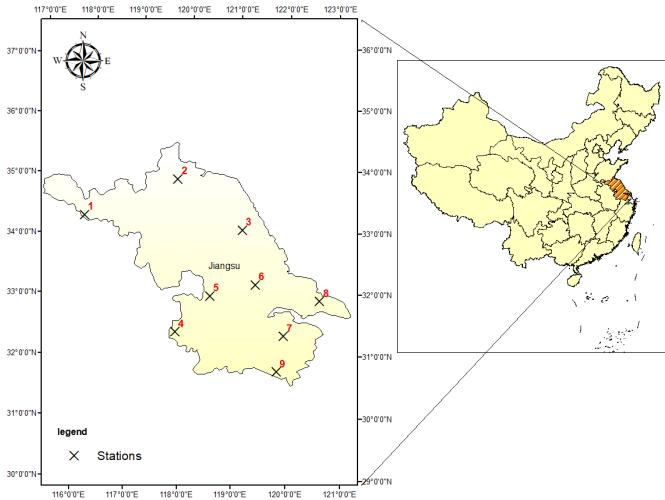 117°0'0"E 118°0'0"E 119°0'0"E 120°0'0"E 121°0'0"E 122°0'0"E 123°0'0"E
37°0'0"N
36°0'0"N
35°0'0"N
34°0'0"N
33°0'0"N
32°0'0"N
31°0'0"N
30°0'0"N
N
W E
S
2
1
3
Jiangsu
6
5
8
4
7
9
legend
Stations
36°0'0"N
35°0'0"N
34°0'0"N
33°0'0"N
32°0'0"N
31°0'0"N
30°0'0"N
29°0'0"N
116°0'0"E 117°0'0"E 118°0'0"E 119°0'0"E 120°0'0"E 121°0'0"E